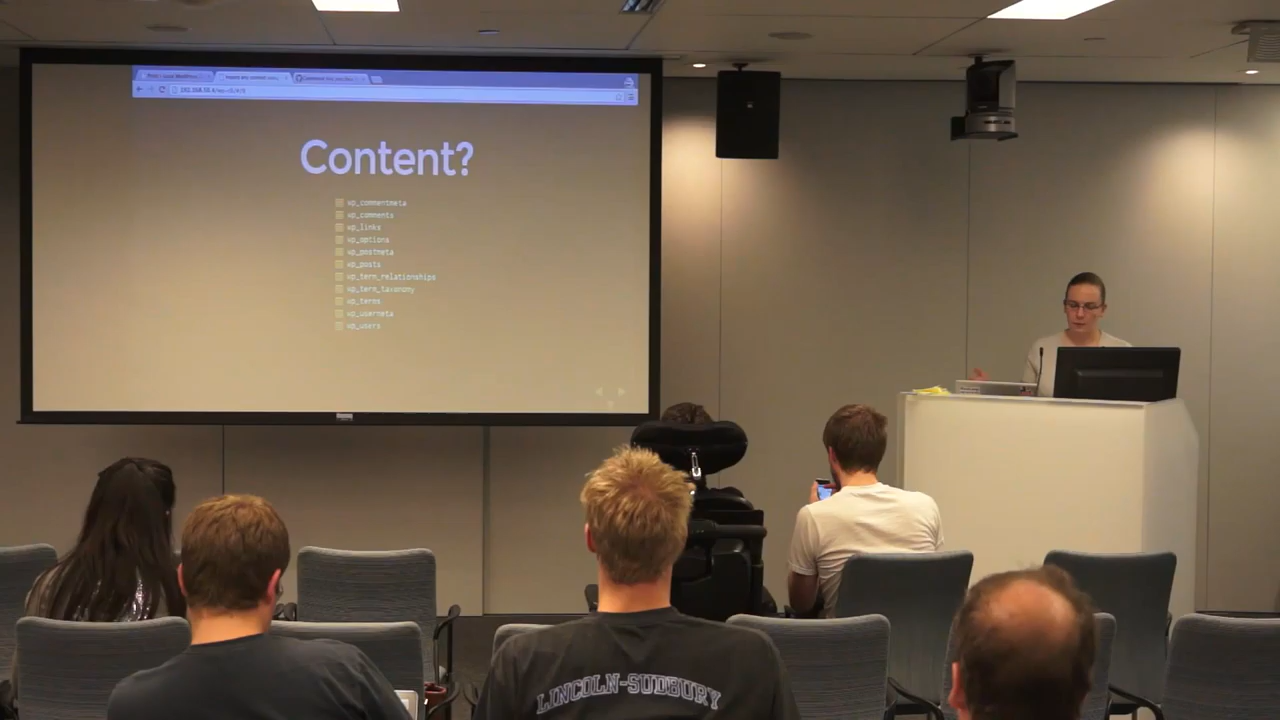 Content?
wp_commentmeta
wp_comments
wp_links
wp_options
wp_postmeta
wp_posts
wp_term_relationships
wp_term_taxonomy
wp_terms
wp_usermeta
wp_users
LINCOLN-SUDBURY